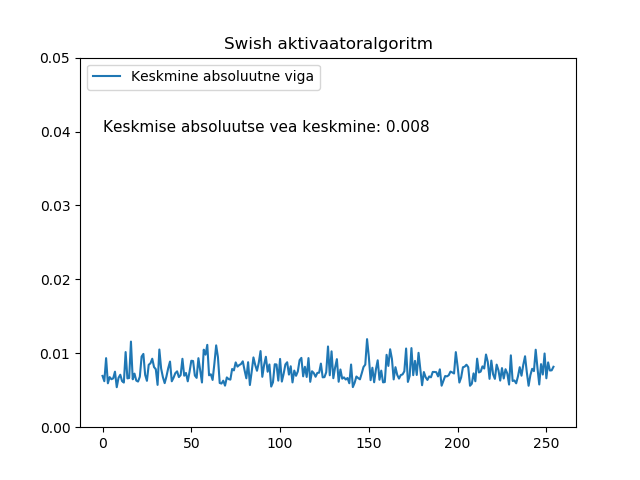 Swish aktivaatoralgoritm
0.05
Keskmine absoluutne viga
0.04
Keskmise absoluutse vea keskmine: 0.008
0.03
0.02
0.01
0.00
0 50 100 150 200 250